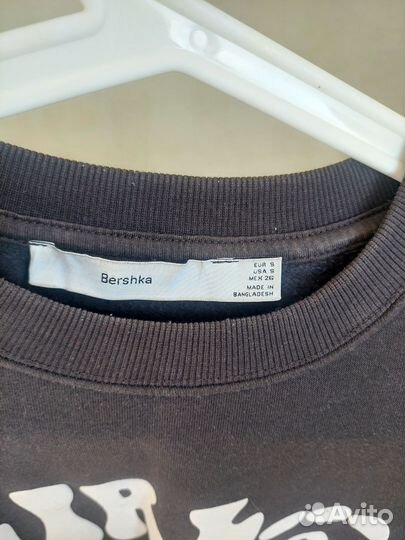 Bershka
EUR S
USA S
MEX 26
MADE IN
BANGLADESH
Avito